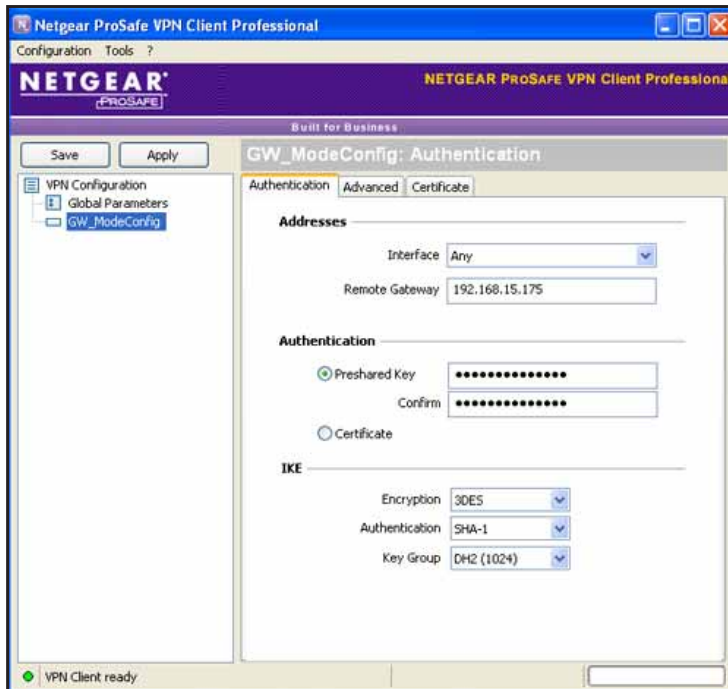 Netgear ProSafe VPN Client Professional
Configuration Tools ?
NETGEAR
PROSAFE
NETGEAR PROSAFE VPN Client Professiona
Built for Business
Save Apply
GW_ModeConfig: Authentication
VPN Configuration
Global Parameters
GW_ModeConfig
Authentication Advanced Certificate
Addresses
Interface Any
Remote Gateway 192.168.15.175
Authentication
Preshared Key ••••••••••••••
Confirm ••••••••••••••
Certificate
IKE
Encryption 3DES
Authentication SHA-1
Key Group DH2 (1024)
VPN Client ready